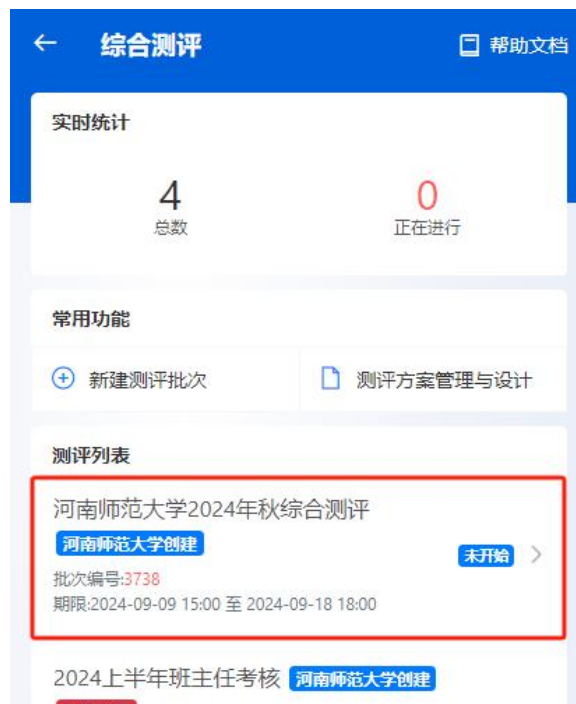 综合测评 帮助文档
实时统计
4 0
总数 正在进行
常用功能
新建测评批次 测评方案管理与设计
测评列表
河南师范大学2024年秋综合测评
河南师范大学创建
未开始
批次编号:3738
期限:2024-09-09 15:00 至 2024-09-18 18:00
2024上半年班主任考核 河南师范大学创建